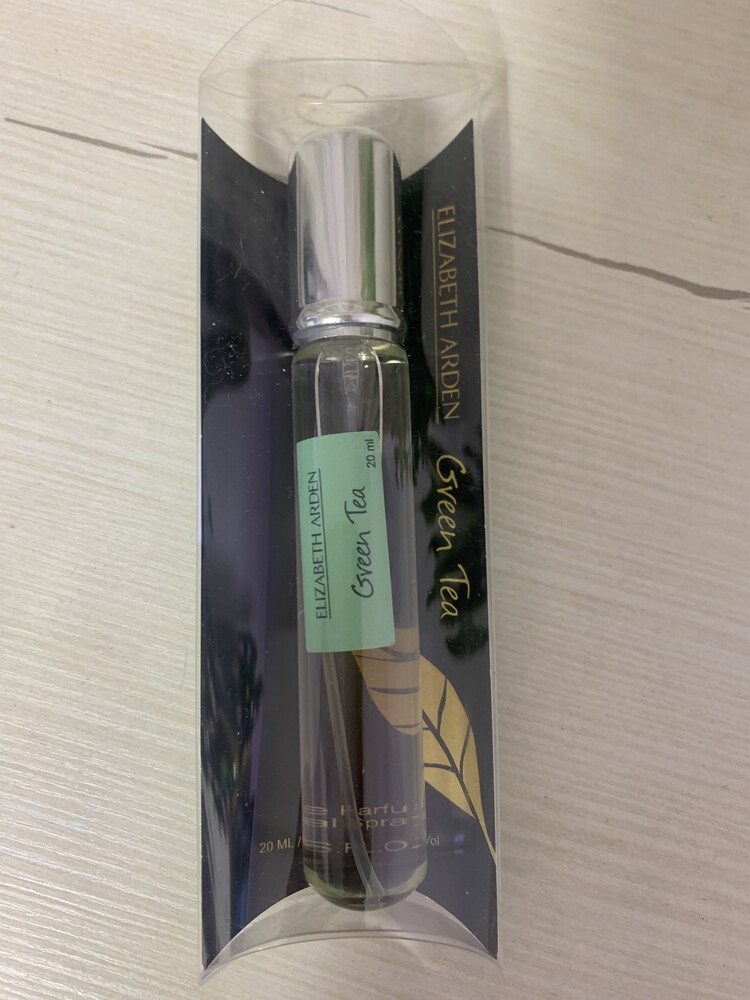 ELIZABETH ARDEN
Green Tea
20 ml
ELIZABETH ARDEN
Green Tea
20 ML /